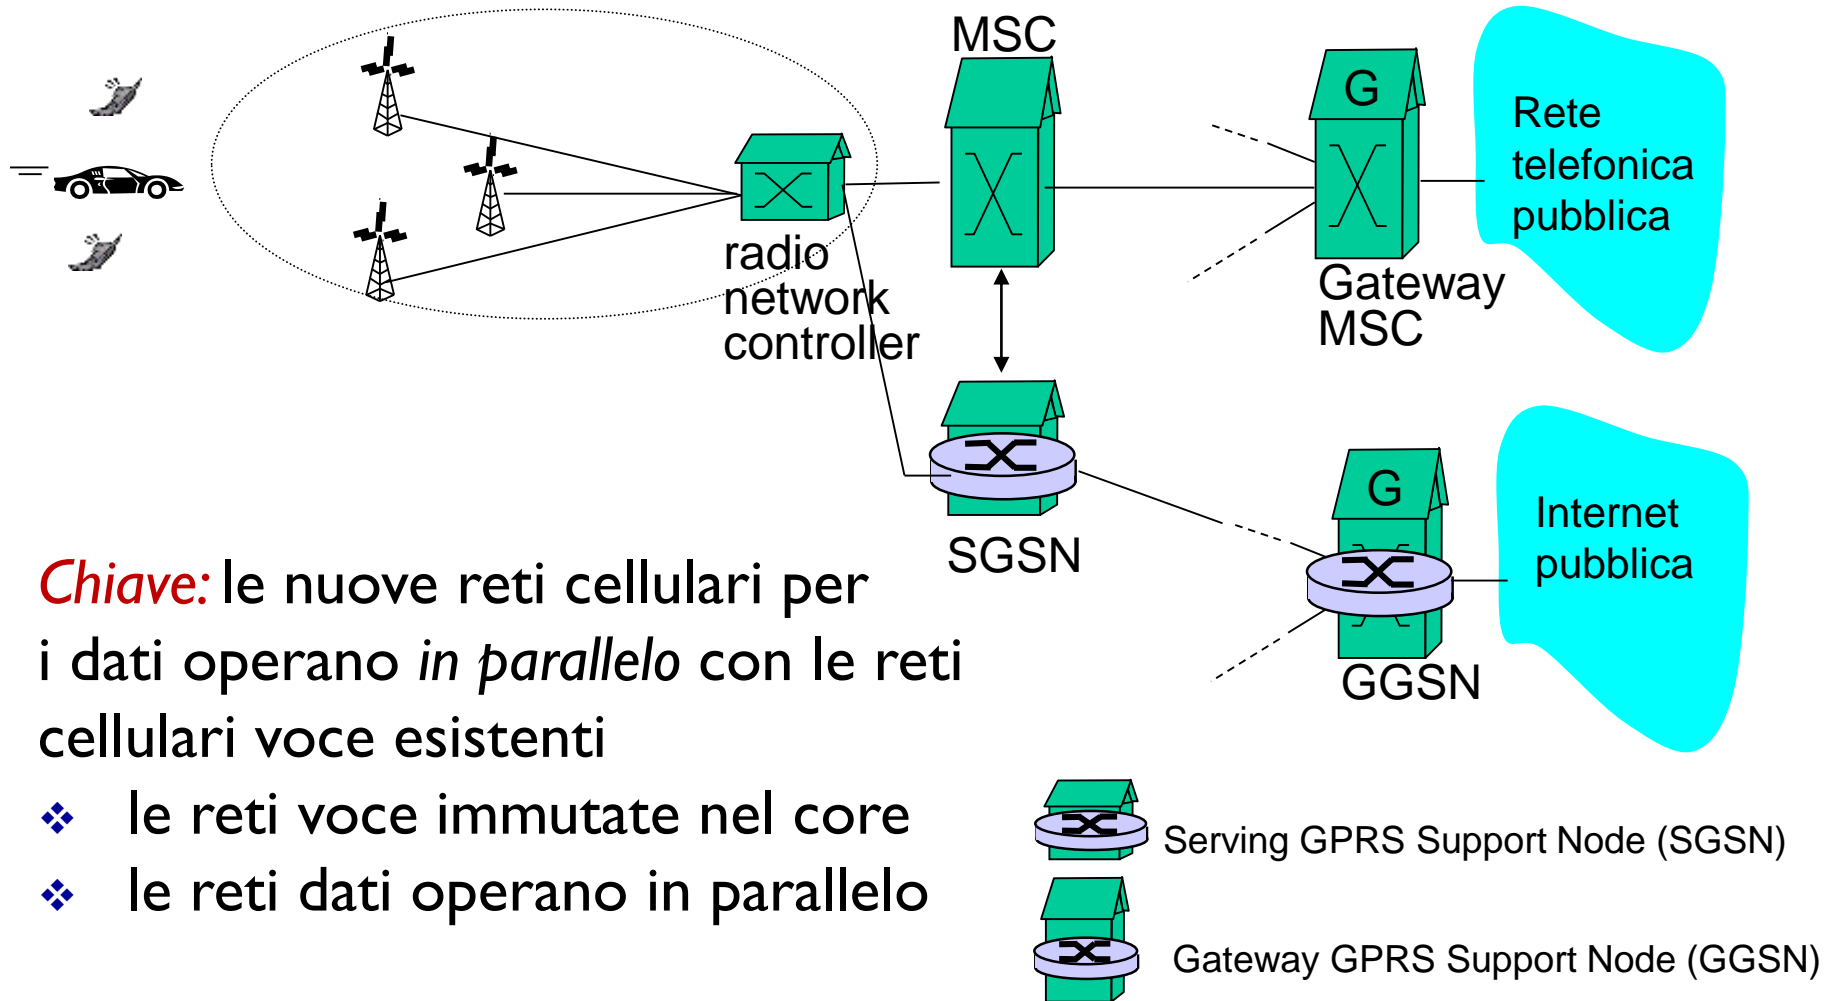 MSC
G
Rete
telefonica
pubblica
radio
network
controller
Gateway
MSC
SGSN
G
GGSN
Internet
pubblica
Chiave: le nuove reti cellulari per
i dati operano in parallelo con le reti
cellulari voce esistenti
❖ le reti voce immutate nel core
❖ le reti dati operano in parallelo
Serving GPRS Support Node (SGSN)
Gateway GPRS Support Node (GGSN)